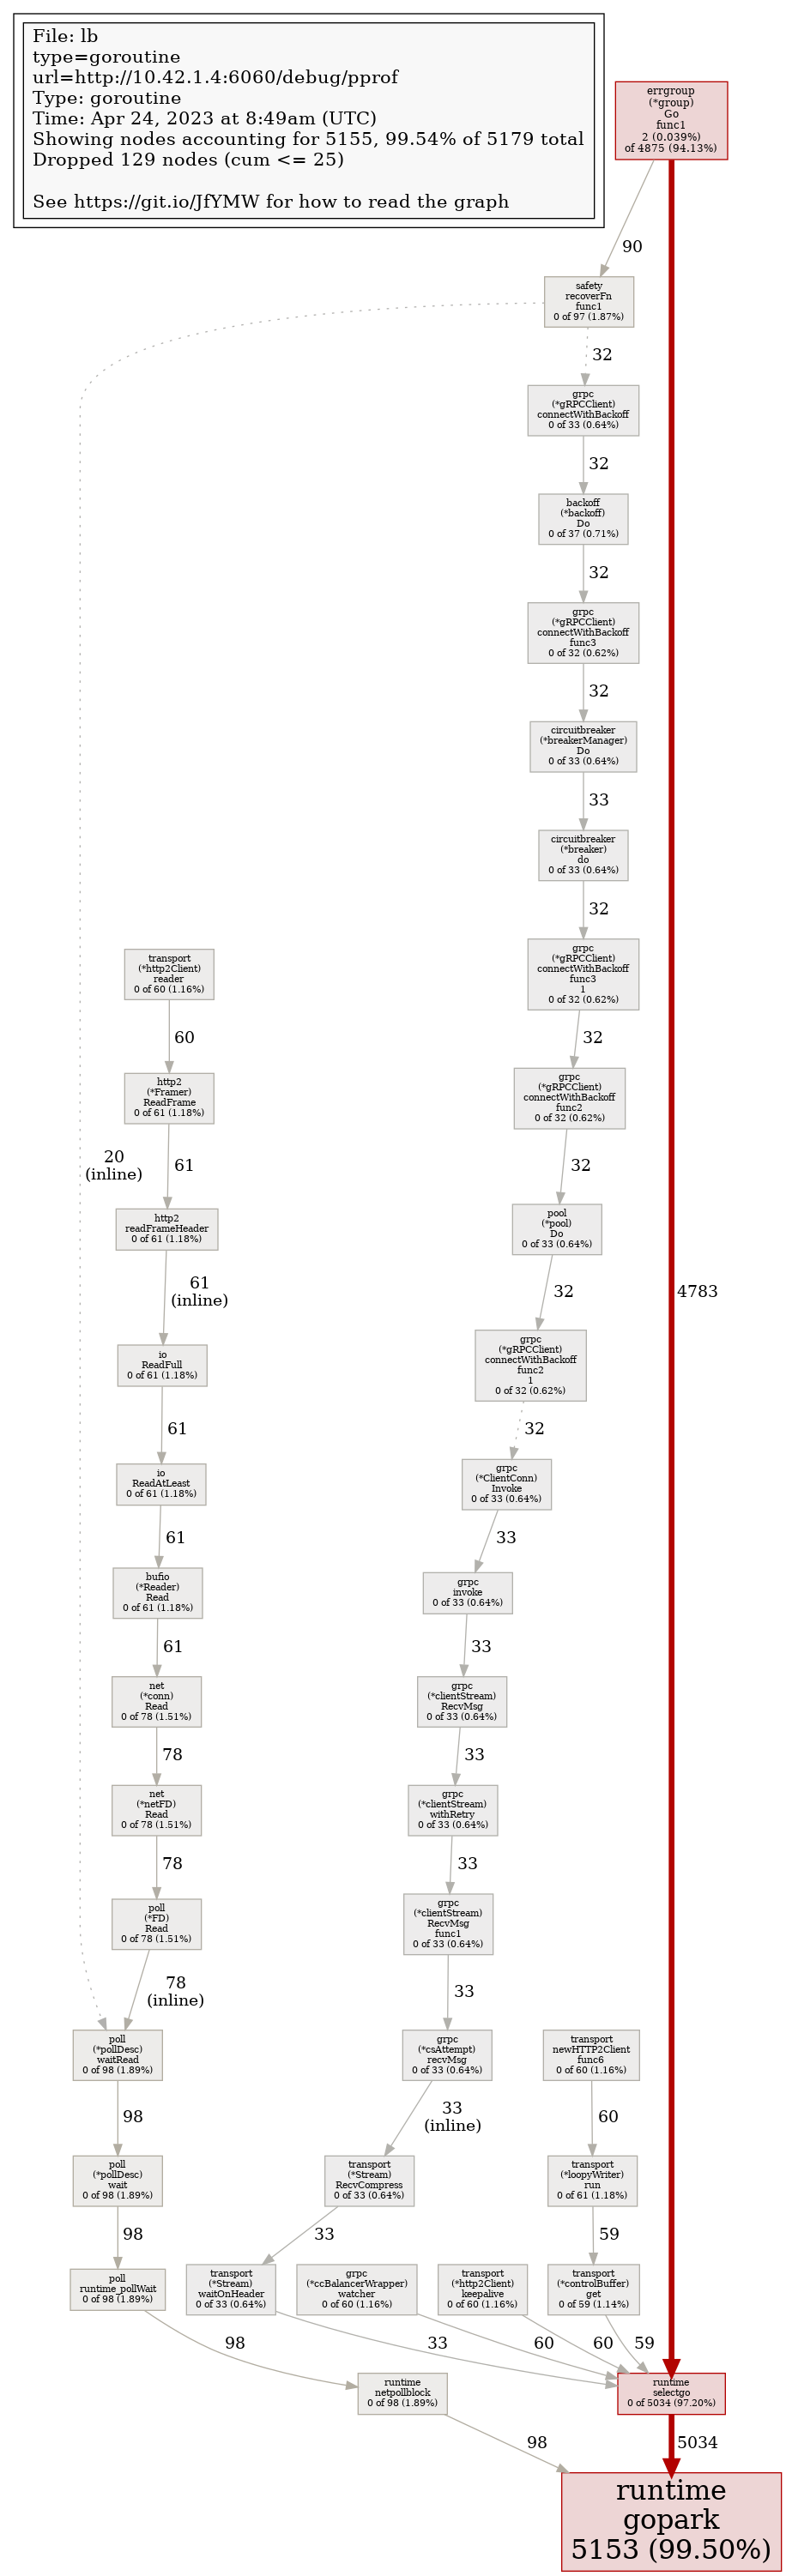 File: lb
type=goroutine
url=http://10.42.1.4:6060/debug/pprof
Type: goroutine
Time: Apr 24, 2023 at 8:49am (UTC)
Showing nodes accounting for 5155, 99.54% of 5179 total
Dropped 129 nodes (cum <= 25)
See https://git.io/JfYMW for how to read the graph
errgroup
(*group)
Go
func1
2 (0.039%)
of 4875 (94.13%)
90
safety
recoverFn
func1
0 of 97 (1.87%)
32
grpc
(*gRPCClient)
connectWithBackoff
0 of 33 (0.64%)
32
backoff
(*backoff)
Do
0 of 37 (0.71%)
32
grpc
(*gRPCClient)
connectWithBackoff
func3
0 of 32 (0.62%)
32
circuitbreaker
(*breakerManager)
Do
0 of 33 (0.64%)
33
circuitbreaker
(*breaker)
do
0 of 33 (0.64%)
32
grpc
(*gRPCClient)
connectWithBackoff
func3
1
0 of 32 (0.62%)
32
grpc
(*gRPCClient)
connectWithBackoff
func2
0 of 32 (0.62%)
32
pool
(*pool)
Do
0 of 33 (0.64%)
32
grpc
(*gRPCClient)
connectWithBackoff
func2
1
0 of 32 (0.62%)
32
grpc
(*ClientConn)
Invoke
0 of 33 (0.64%)
33
grpc
invoke
0 of 33 (0.64%)
33
grpc
(*clientStream)
RecvMsg
0 of 33 (0.64%)
33
grpc
(*clientStream)
withRetry
0 of 33 (0.64%)
33
grpc
(*clientStream)
RecvMsg
func1
0 of 33 (0.64%)
33
grpc
(*csAttempt)
recvMsg
0 of 33 (0.64%)
33
(inline)
transport
(*Stream)
RecvCompress
0 of 33 (0.64%)
33
transport
(*Stream)
waitOnHeader
0 of 33 (0.64%)
33
transport
(*http2Client)
reader
0 of 60 (1.16%)
60
http2
(*Framer)
ReadFrame
0 of 61 (1.18%)
20
(inline)
61
http2
readFrameHeader
0 of 61 (1.18%)
61
(inline)
io
ReadFull
0 of 61 (1.18%)
61
io
ReadAtLeast
0 of 61 (1.18%)
61
bufio
(*Reader)
Read
0 of 61 (1.18%)
61
net
(*conn)
Read
0 of 78 (1.51%)
78
net
(*netFD)
Read
0 of 78 (1.51%)
78
poll
(*FD)
Read
0 of 78 (1.51%)
78
(inline)
poll
(*pollDesc)
waitRead
0 of 98 (1.89%)
98
poll
(*pollDesc)
wait
0 of 98 (1.89%)
98
poll
runtime_pollWait
0 of 98 (1.89%)
98
runtime
netpollblock
0 of 98 (1.89%)
98
grpc
(*ccBalancerWrapper)
watcher
0 of 60 (1.16%)
60
transport
(*http2Client)
keepalive
0 of 60 (1.16%)
60
transport
newHTTP2Client
func6
0 of 60 (1.16%)
60
transport
(*loopyWriter)
run
0 of 61 (1.18%)
59
transport
(*controlBuffer)
get
0 of 59 (1.14%)
59
4783
runtime
selectgo
0 of 5034 (97.20%)
5034
runtime
gopark
5153 (99.50%)